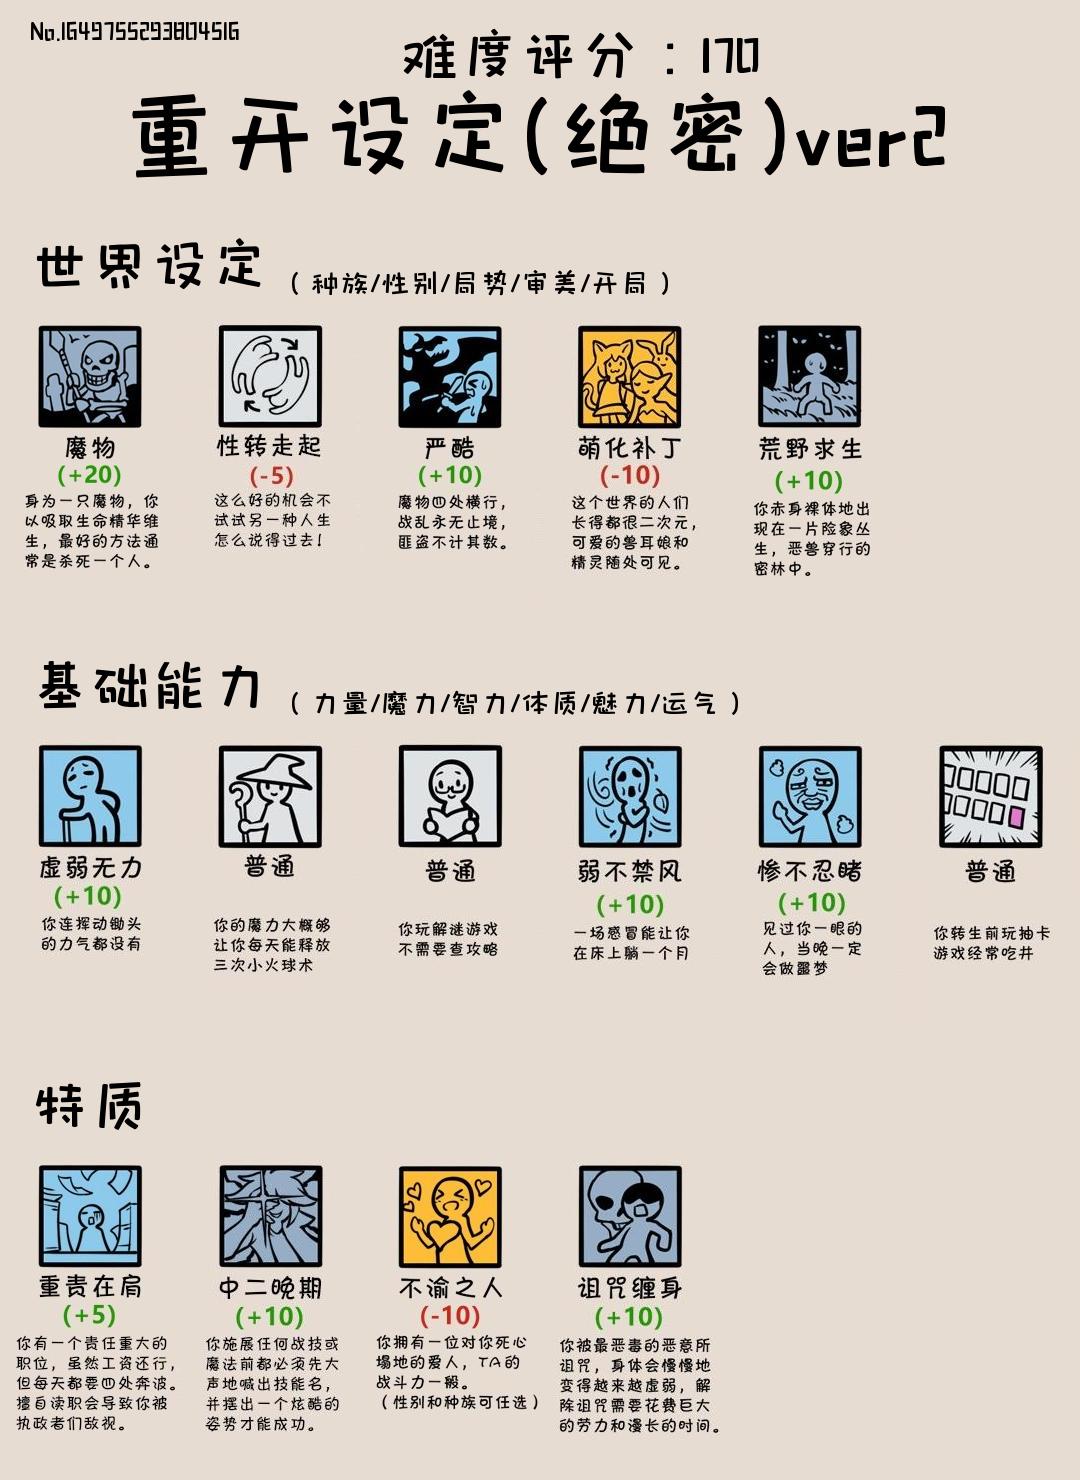 No.1649755293804516
难度评分：170
重开设定(绝密)ver2
世界设定（种族/性别/局势/审美/开局）
魔物
(+20)
身为一只魔物，你
以吸取生命精华维
生，最好的方法通
常是杀死一个人。
性转走起
(-5)
这么好的机会不
试试另一种人生
怎么说得过去！
严酷
(+10)
魔物四处横行，
战乱永无止境，
匪盗不计其数。
萌化补丁
(-10)
这个世界的人们
长得都很二次元，
可爱的兽耳娘和
精灵随处可见。
荒野求生
(+10)
你赤身裸体地出
现在一片险象丛
生，恶兽穿行的
密林中。
基础能力（力量/魔力/智力/体质/魅力/运气）
虚弱无力
(+10)
你连挥动锄头
的力气都没有
普通
你的魔力大概够
让你每天能释放
三次小火球术
普通
你玩解谜游戏
不需要查攻略
弱不禁风
(+10)
一场感冒能让你
在床上躺一个月
惨不忍睹
(+10)
见过你一眼的
人，当晚一定
会做噩梦
普通
你转生前玩抽卡
游戏经常吃井
特质
重责在肩
(+5)
你有一个责任重大的
职位，虽然工资还行，
但每天都要四处奔波。
擅自渎职会导致你被
执政者们敌视。
中二晚期
(+10)
你施展任何战技或
魔法前都必须先大
声地喊出技能名，
并摆出一个炫酷的
姿势才能成功。
不渝之人
(-10)
你拥有一位对你死心
塌地的爱人，TA的
战斗力一般。
（性别和种族可任选）
诅咒缠身
(+10)
你被最恶毒的恶意所
诅咒，身体会慢慢地
变得越来越虚弱，解
除诅咒需要花费巨大
的劳力和漫长的时间。